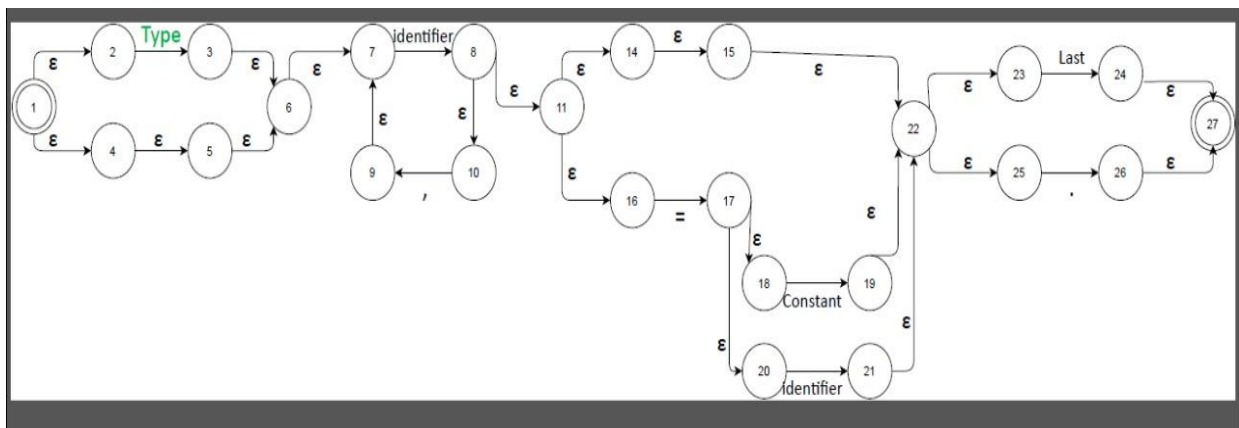 Type identifier ε Last
2 3 7 8 14 15 23 24
ε ε ε ε ε ε ε ε
1 6 11 22 27
ε ε ε ε ε ε ε ε ε
4 5 9 , 10 25 . 26
16 = 17
ε ε
18 Constant 19
ε ε
20 identifier 21